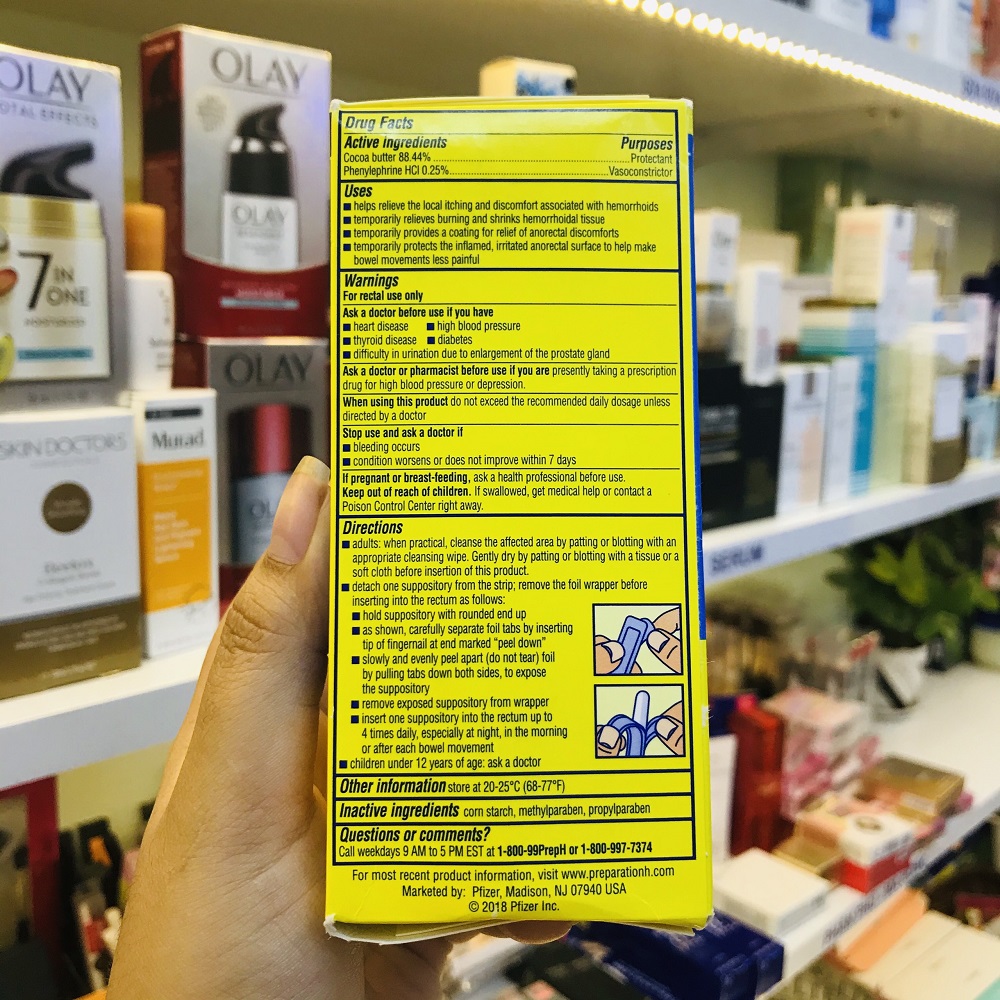 OLAY
TOTAL EFFECTS
7 IN
ONE
OLAY
OLAY
OLAY
SKIN DOCTORS
Murad
SERUM
Drug Facts
Active ingredients Purposes
Cocoa butter 88.44% Protectant
Phenylephrine HCl 0.25% Vasoconstrictor
Uses
■ helps relieve the local itching and discomfort associated with hemorrhoids
■ temporarily relieves burning and shrinks hemorrhoidal tissue
■ temporarily provides a coating for relief of anorectal discomforts
■ temporarily protects the inflamed, irritated anorectal surface to help make
bowel movements less painful
Warnings
For rectal use only
Ask a doctor before use if you have
■ heart disease ■ high blood pressure
■ thyroid disease ■ diabetes
■ difficulty in urination due to enlargement of the prostate gland
Ask a doctor or pharmacist before use if you are presently taking a prescription
drug for high blood pressure or depression.
When using this product do not exceed the recommended daily dosage unless
directed by a doctor
Stop use and ask a doctor if
■ bleeding occurs
■ condition worsens or does not improve within 7 days
If pregnant or breast-feeding, ask a health professional before use.
Keep out of reach of children. If swallowed, get medical help or contact a
Poison Control Center right away.
Directions
■ adults: when practical, cleanse the affected area by patting or blotting with an
appropriate cleansing wipe. Gently dry by patting or blotting with a tissue or a
soft cloth before insertion of this product.
■ detach one suppository from the strip; remove the foil wrapper before
inserting into the rectum as follows:
■ hold suppository with rounded end up
■ as shown, carefully separate foil tabs by inserting
tip of fingernail at end marked "peel down"
■ slowly and evenly peel apart (do not tear) foil
by pulling tabs down both sides, to expose
the suppository
■ remove exposed suppository from wrapper
■ insert one suppository into the rectum up to
4 times daily, especially at night, in the morning
or after each bowel movement
■ children under 12 years of age: ask a doctor
Other information store at 20-25°C (68-77°F)
Inactive ingredients corn starch, methylparaben, propylparaben
Questions or comments?
Call weekdays 9 AM to 5 PM EST at 1-800-99PrepH or 1-800-997-7374
For most recent product information, visit www.preparationh.com
Marketed by: Pfizer, Madison, NJ 07940 USA
© 2018 Pfizer Inc.